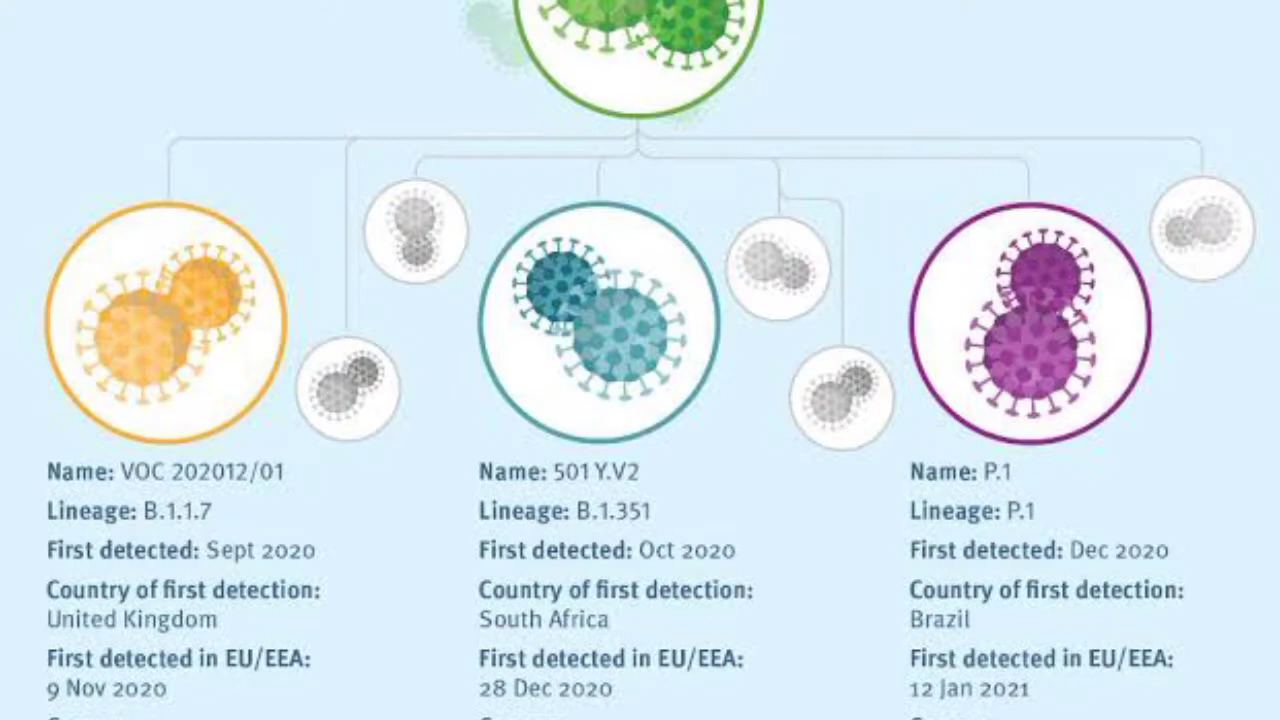 Name: VOC 202012/01
Lineage: B.1.1.7
First detected: Sept 2020
Country of first detection:
United Kingdom
First detected in EU/EEA:
9 Nov 2020
Name: 501 Y.V2
Lineage: B.1.351
First detected: Oct 2020
Country of first detection:
South Africa
First detected in EU/EEA:
28 Dec 2020
Name: P.1
Lineage: P.1
First detected: Dec 2020
Country of first detection:
Brazil
First detected in EU/EEA:
12 Jan 2021